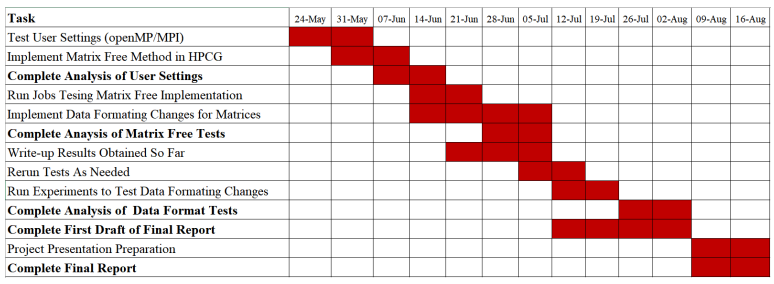 Task 24-May 31-May 07-Jun 14-Jun 21-Jun 28-Jun 05-Jul 12-Jul 19-Jul 26-Jul 02-Aug 09-Aug 16-Aug
Test User Settings (openMP/MPI)
Implement Matrix Free Method in HPCG
Complete Analysis of User Settings
Run Jobs Tesing Matrix Free Implementation
Implement Data Formating Changes for Matrices
Complete Anaysis of Matrix Free Tests
Write-up Results Obtained So Far
Rerun Tests As Needed
Run Experiments to Test Data Formating Changes
Complete Analysis of Data Format Tests
Complete First Draft of Final Report
Project Presentation Preparation
Complete Final Report